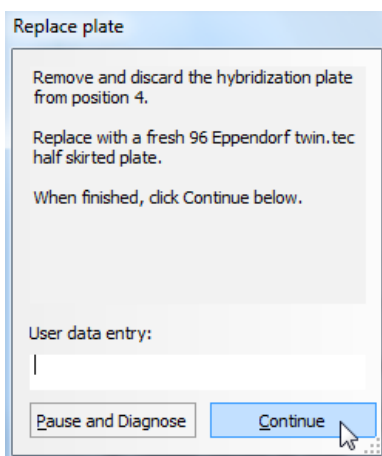 Replace plate
Remove and discard the hybridization plate
from position 4.
Replace with a fresh 96 Eppendorf twin.tec
half skirted plate.
When finished, click Continue below.
User data entry:
Pause and Diagnose
Continue